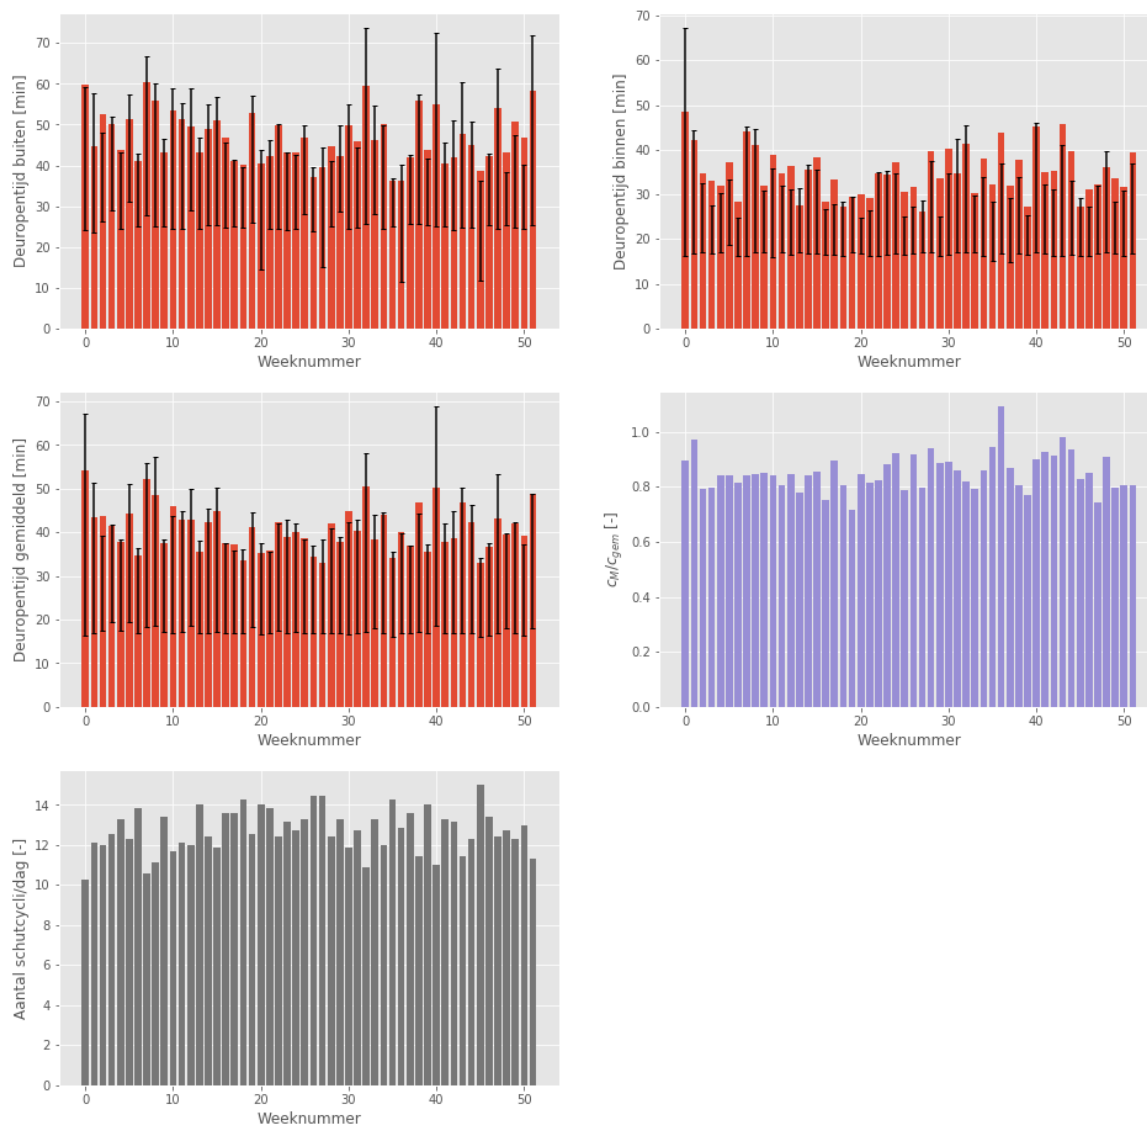 Deuropentijd buiten [min]
70
60
50
40
30
20
10
0
0 10 20 30 40 50
Weeknummer
Deuropentijd binnen [min]
70
60
50
40
30
20
10
0
0 10 20 30 40 50
Weeknummer
Deuropentijd gemiddeld [min]
70
60
50
40
30
20
10
0
0 10 20 30 40 50
Weeknummer
c_M/c_gem [-]
1.0
0.8
0.6
0.4
0.2
0.0
0 10 20 30 40 50
Weeknummer
Aantal schutcycli/dag [-]
14
12
10
8
6
4
2
0
0 10 20 30 40 50
Weeknummer